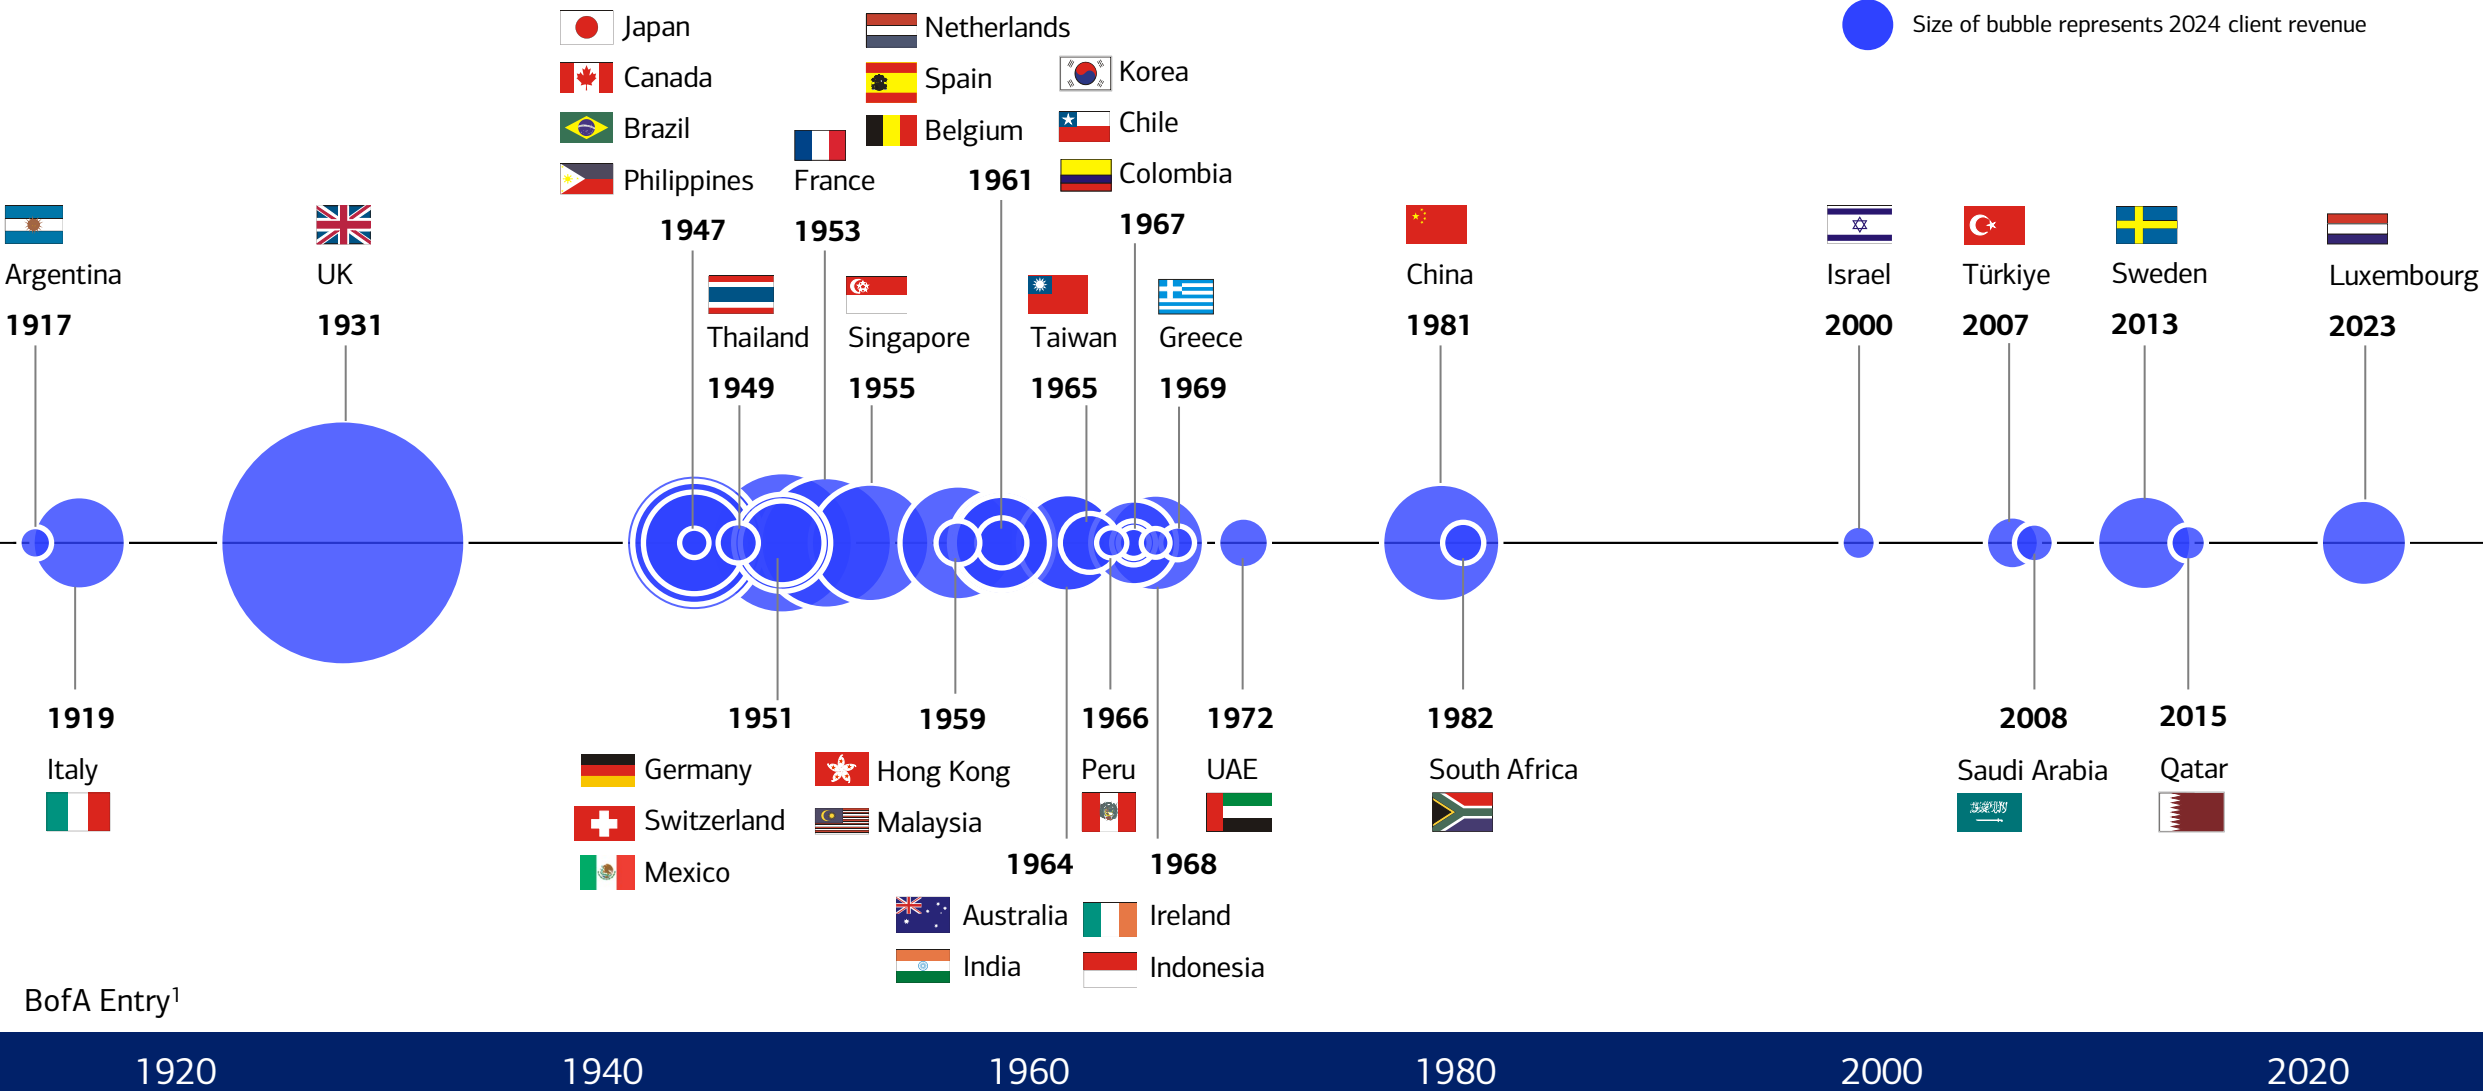 Size of bubble represents 2024 client revenue
Japan
Canada
Brazil
Philippines
1947
France
1953
Netherlands
Spain
Belgium
1961
Korea
Chile
Colombia
1967
Argentina
1917
UK
1931
Thailand
1949
Singapore
1955
Taiwan
1965
Greece
1969
China
1981
Israel
2000
Türkiye
2007
Sweden
2013
Luxembourg
2023
1919
Italy
1951
Germany
Switzerland
Mexico
1959
Hong Kong
Malaysia
1964
Australia
India
1966
Peru
1968
Ireland
Indonesia
1972
UAE
1982
South Africa
2008
Saudi Arabia
2015
Qatar
BofA Entry¹
1920
1940
1960
1980
2000
2020